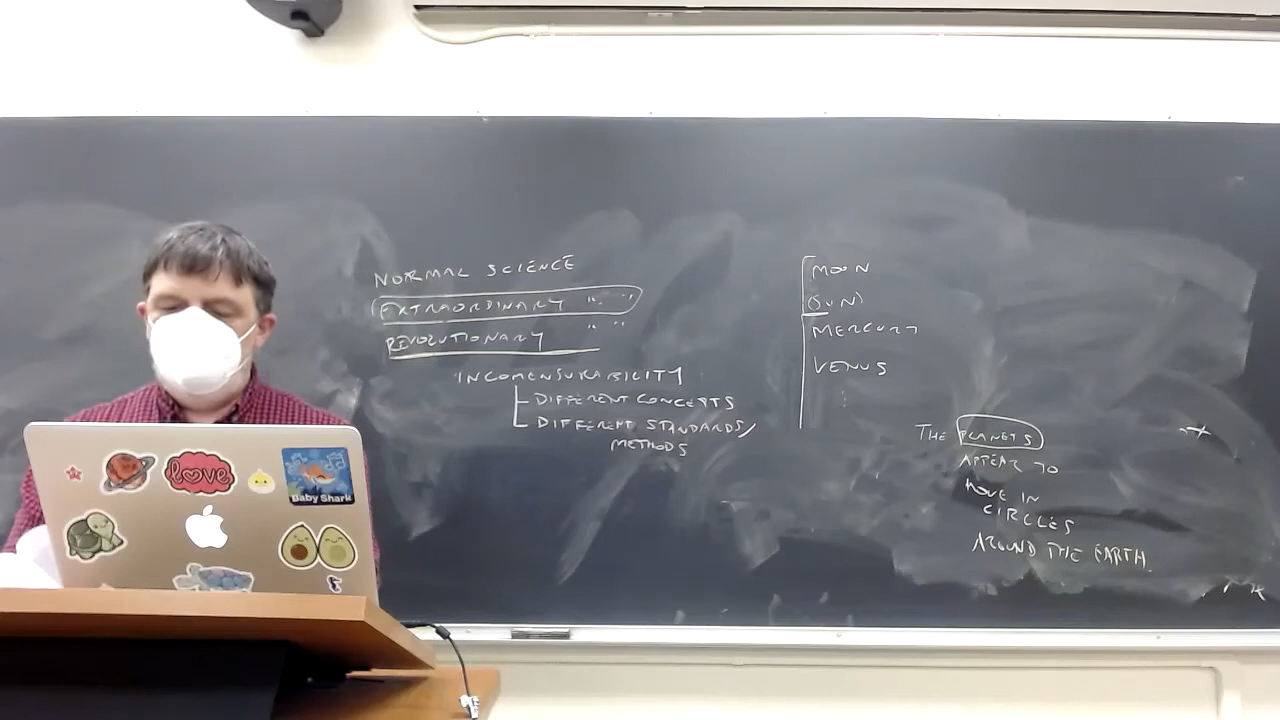 NORMAL SCIENCE
EXTRAORDINARY " "
REVOLUTIONARY " "
INCOMENSURABILITY
DIFFERENT CONCEPTS
DIFFERENT STANDARDS/
METHODS
MOON
(SUN)
MERCURY
VENUS
THE PLANETS
APPEAR TO
MOVE IN
CIRCLES
AROUND THE EARTH.
love
Baby Shark